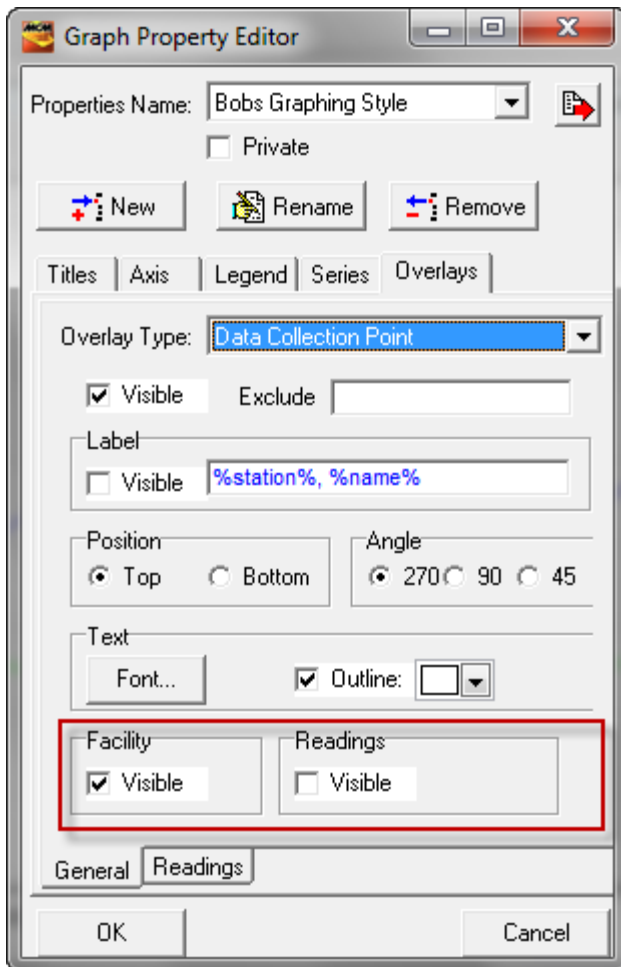 Graph Property Editor
Properties Name: Bobs Graphing Style
Private
New Rename Remove
Titles Axis Legend Series Overlays
Overlay Type: Data Collection Point
Visible Exclude
Label
Visible %station%, %name%
Position Angle
Top Bottom 270 90 45
Text
Font... Outline:
Facility Readings
Visible Visible
General Readings
OK Cancel